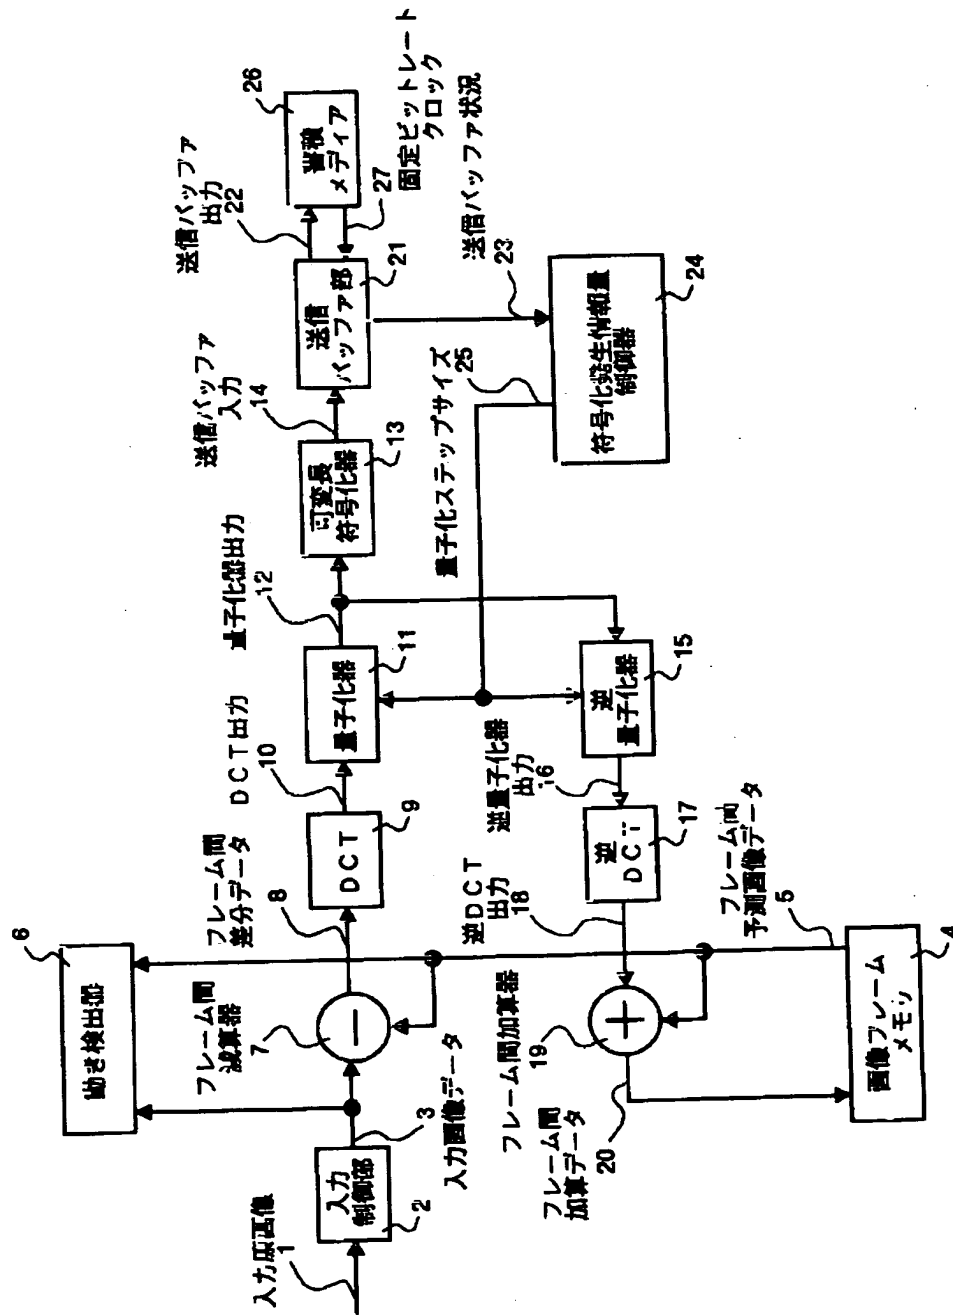 入力原画像
1
入力
制御部
2
3
入力画像データ
動き検出器
6
フレーム間
減算器
7
フレーム間
差分データ
8
DCT
9
DCT出力
10
量子化器
11
量子化器出力
12
可変長
符号化器
13
送信バッファ
入力
14
送信
バッファ部
21
送信バッファ
出力
22
蓄積
メディア
26
27
固定ビットレート
クロック
送信バッファ状況
23
符号化発生情報量
制御器
24
量子化ステップサイズ
25
逆
量子化器
15
逆量子化器
出力
16
逆
DCT
17
逆DCT
出力
18
フレーム間加算器
19
フレーム間
加算データ
20
フレーム間
予測画像データ
5
画像フレーム
メモリ
4